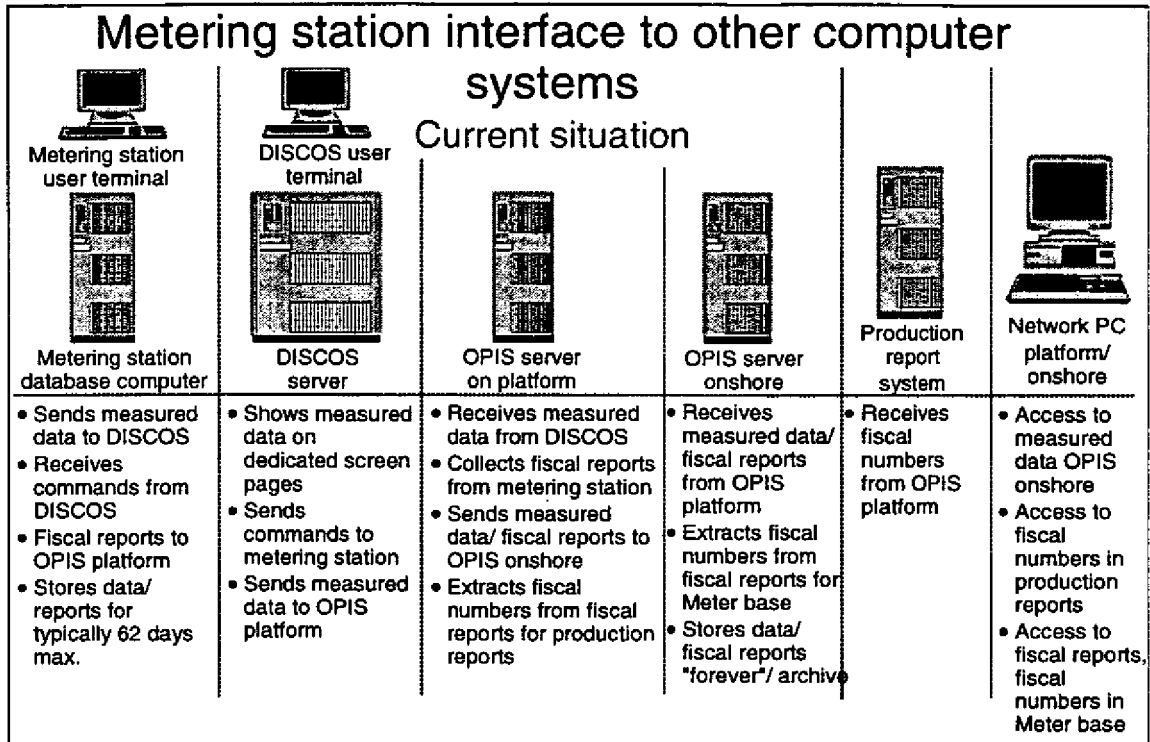 Metering station interface to other computer
systems
Current situation
Metering station
user terminal
Metering station
database computer
• Sends measured
data to DISCOS
• Receives
commands from
DISCOS
• Fiscal reports to
OPIS platform
• Stores data/
reports for
typically 62 days
max.
DISCOS user
terminal
DISCOS
server
• Shows measured
data on
dedicated screen
pages
• Sends
commands to
metering station
• Sends measured
data to OPIS
platform
OPIS server
on platform
• Receives measured
data from DISCOS
• Collects fiscal reports
from metering station
• Sends measured
data/ fiscal reports to
OPIS onshore
• Extracts fiscal
numbers from fiscal
reports for production
reports
OPIS server
onshore
• Receives
measured data/
fiscal reports
from OPIS
platform
• Extracts fiscal
numbers from
fiscal reports for
Meter base
• Stores data/
fiscal reports
"forever"/ archive
Production
report
system
• Receives
fiscal
numbers
from OPIS
platform
Network PC
platform/
onshore
• Access to
measured
data OPIS
onshore
• Access to
fiscal
numbers in
production
reports
• Access to
fiscal reports,
fiscal
numbers in
Meter base